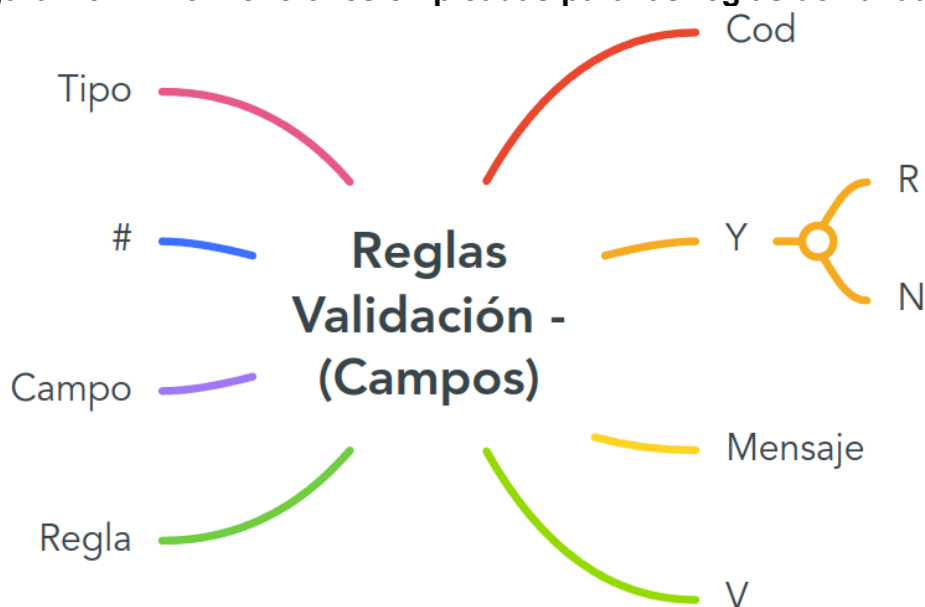 Cod
Tipo
R
#
Reglas
Y
Validación -
N
(Campos)
Campo
Mensaje
Regla
V